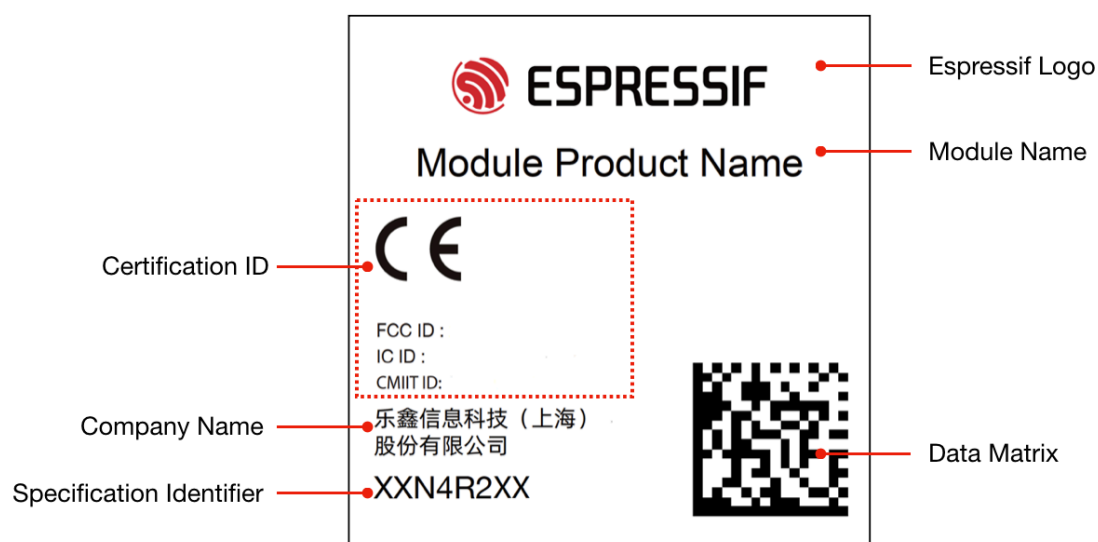 ESPRESSIF
Espressif Logo
Module Product Name
Module Name
CE
Certification ID
FCC ID :
IC ID :
CMIIT ID:
Company Name
乐鑫信息科技（上海）
股份有限公司
Data Matrix
Specification Identifier
XXN4R2XX